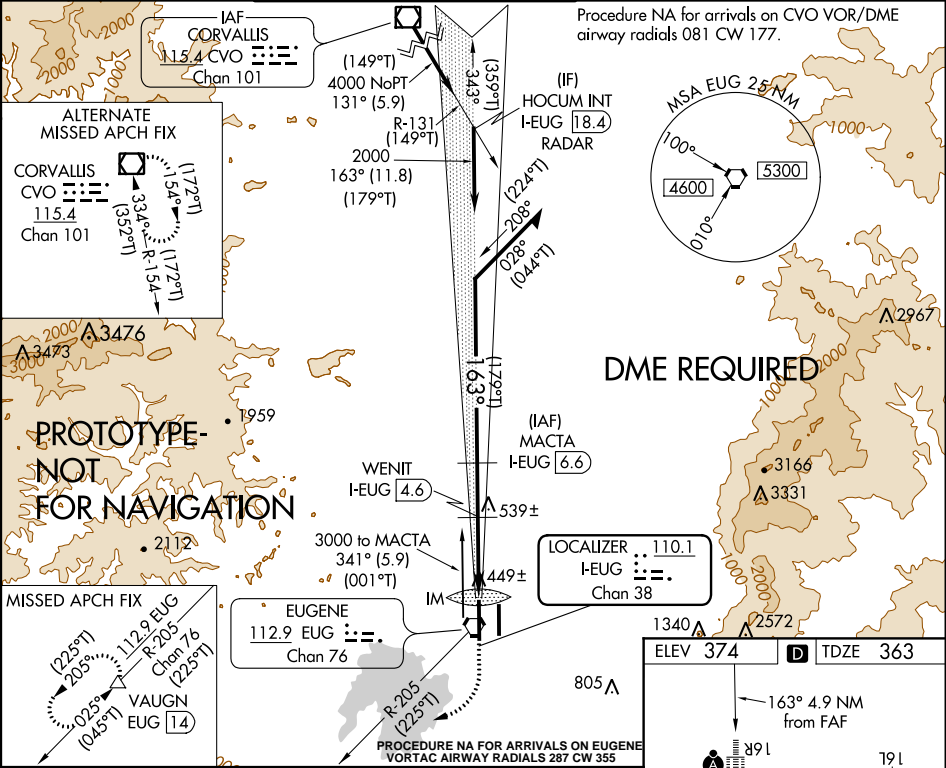 IAF
CORVALLIS
115.4 CVO
Chan 101
(149°T)
4000 NoPT
131° (5.9)
R-131
(149°T)
2000
163° (11.8)
(179°T)
343°
(359°T)
(IF)
HOCUM INT
I-EUG 18.4
RADAR
Procedure NA for arrivals on CVO VOR/DME
airway radials 081 CW 177.
MSA EUG 25 NM
100°
4600
5300
010°
1000
2000
ALTERNATE
MISSED APCH FIX
CORVALLIS
CVO
115.4
Chan 101
(172°T)
154°
334°
(352°T)
R-154
(172°T)
(224°T)
208°
028°
(044°T)
163°
(179°T)
2000
3476
3473
3000
1959
PROTOTYPE-
NOT
FOR NAVIGATION
2112
DME REQUIRED
2967
2000
1000
3166
3331
1000
2000
(IAF)
MACTA
I-EUG 6.6
WENIT
I-EUG 4.6
539±
3000 to MACTA
341° (5.9)
(001°T)
449±
IM
LOCALIZER 110.1
I-EUG
Chan 38
EUGENE
112.9 EUG
Chan 76
R-205
(225°T)
MISSED APCH FIX
(225°T)
205°
112.9 EUG
R-205
Chan 76
(225°T)
025°
(045°T)
VAUGN
EUG 14
805
1340
2572
PROCEDURE NA FOR ARRIVALS ON EUGENE
VORTAC AIRWAY RADIALS 287 CW 355
ELEV 374
D
TDZE 363
163° 4.9 NM
from FAF
A
16R
16L